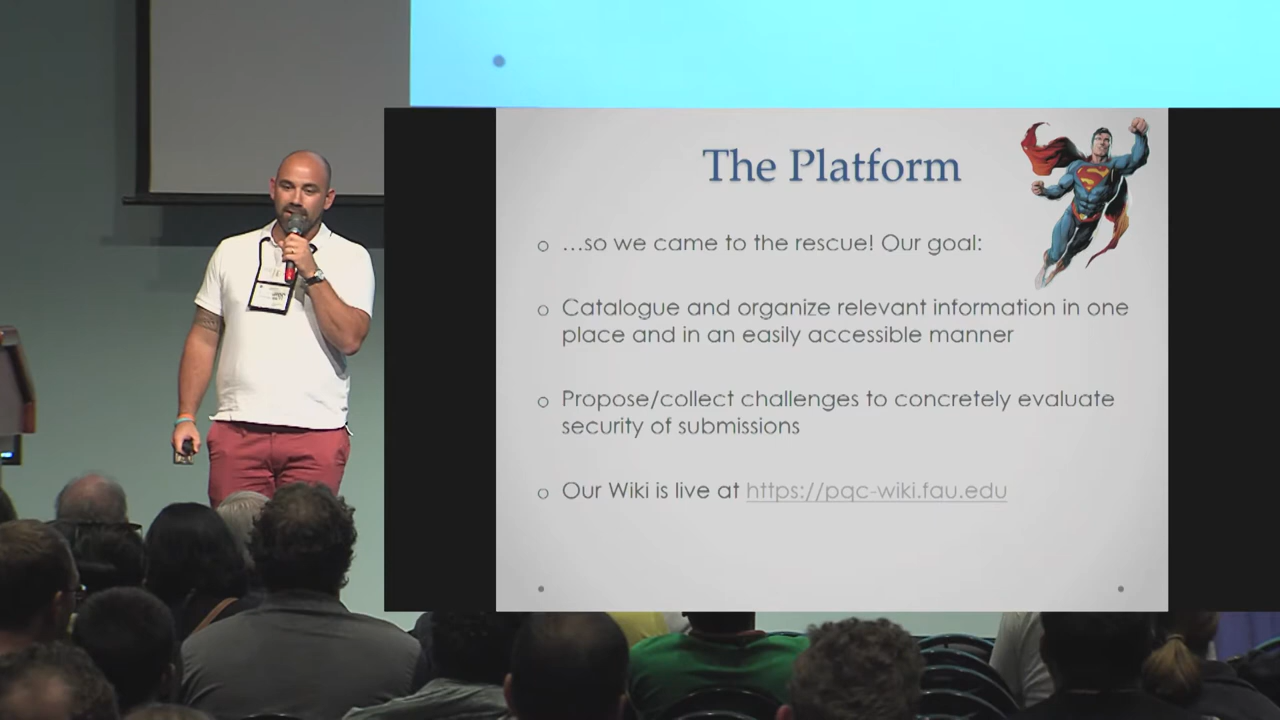 The Platform
…so we came to the rescue! Our goal:
Catalogue and organize relevant information in one
place and in an easily accessible manner
Propose/collect challenges to concretely evaluate
security of submissions
Our Wiki is live at https://pqc-wiki.fau.edu